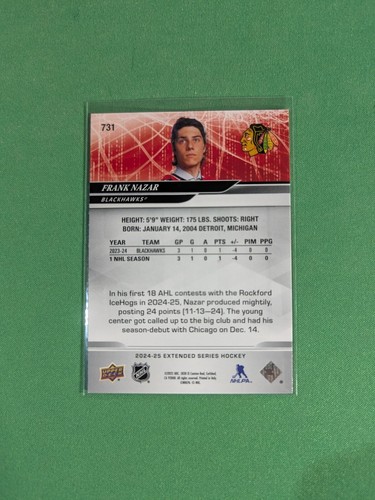 731
FRANK NAZAR
BLACKHAWKS
HEIGHT: 5'9" WEIGHT: 175 LBS. SHOOTS: RIGHT
BORN: JANUARY 14, 2004 DETROIT, MICHIGAN
YEAR TEAM GP G A PTS +/- PIM PPG
2023-24 BLACKHAWKS 3 1 0 1 -4 0 0
1 NHL SEASON 3 1 0 1 -4 0 0
In his first 18 AHL contests with the Rockford
IceHogs in 2024-25, Nazar produced mightily,
posting 24 points (11-13—24). The young
center got called up to the big club and had his
season-debut with Chicago on Dec. 14.
2024-25 EXTENDED SERIES HOCKEY
UPPER DECK
NHL
NHLPA